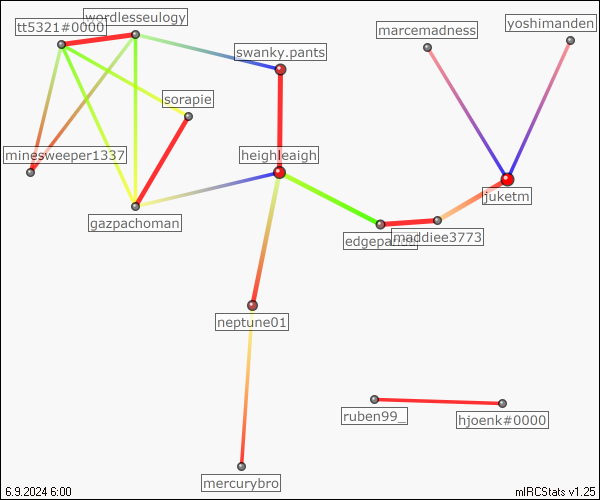 wordlesseulogy
yoshimanden
tt5321#0000
marcemadness
swanky.pants
sorapie
minesweeper1337
heighleaigh
juketm
gazpachoman
maddiee3773
neptune01
ruben99_
hjoenk#0000
mercurybro
6.9.2024 6:00
mIRCStats v1.25